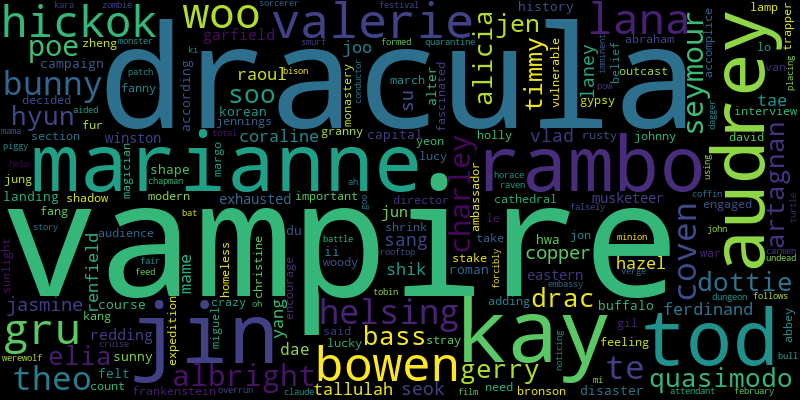 kara zombie sorcerer festival smurf formed quarantine history abraham lamp
hickok woo valerie jen lana trapper
poe zheng monster garfield joo accomplice placing
dracula
campaign ki according raoul monastery alter march fascinated alicia timmy vulnerable laney belief imminent outcast seymour lo van audrey
bunny patch fanny soo conductor su bison pow gypsy dagger tae interview
hyun decided aided fur korean jennings capital yeon holly vlad rusty johnny david thumbnail
mama section winston coraline granny lucy horace raven using
piggy total margo
marianne rambo
help jung magician shape chapman ah charley director ambassador cathedral musketeer coffin engaged artagnan turtle
landing shadow modern exhausted important goo le falsely john
fang bat jun
vampire
story audience fair feed homeless christine encourage du ii woody battle rooftop shrink sang shik roman take stake forcibly hwa copper jon minion hazel eastern embassy verge coven war carmen undead dottie
sunlight renfield mame oh tobin adding drac buffalo ferdinand dungeon follows
jasmine course crazy miguel yang helsing gil abbey
gru kang redding cruise expedition jin said lucky stray bass kay noticing feeling tod bull
werewolf elia sunny dae bowen gerry te
theo felt count albright tallulah seok need mi disaster quasimodo
frankenstein overrun claude film bronson attendant february